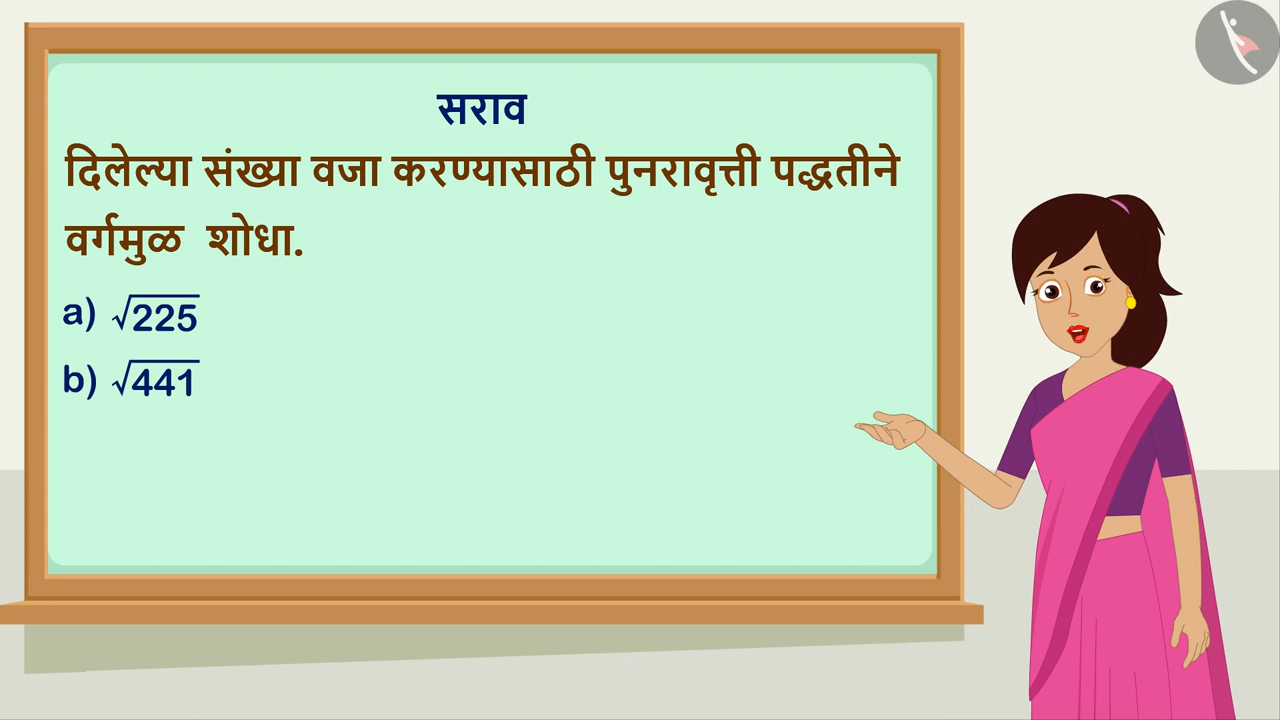 सराव
दिलेल्या संख्या वजा करण्यासाठी पुनरावृत्ती पद्धतीने
वर्गमुळ शोधा.
a) √225
b) √441